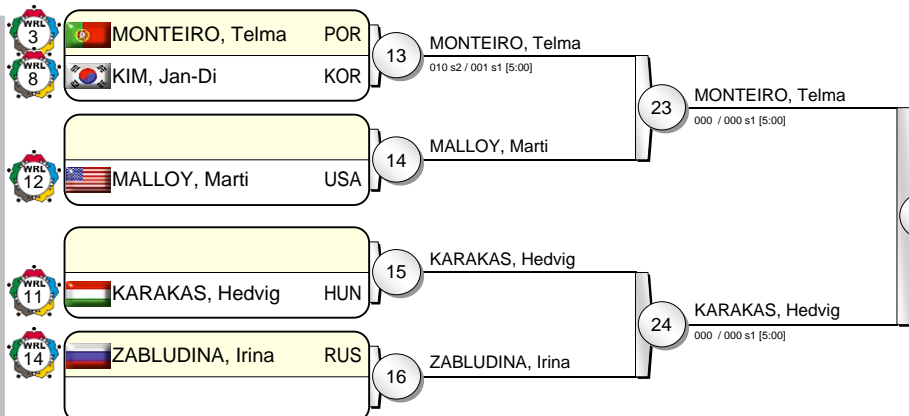 WRL 3 MONTEIRO, Telma POR
WRL 8 KIM, Jan-Di KOR
13
MONTEIRO, Telma
010 s2 / 001 s1 [5:00]
WRL 12 MALLOY, Marti USA
14
MALLOY, Marti
23
MONTEIRO, Telma
000 / 000 s1 [5:00]
WRL 11 KARAKAS, Hedvig HUN
15
KARAKAS, Hedvig
WRL 14 ZABLUDINA, Irina RUS
16
ZABLUDINA, Irina
24
KARAKAS, Hedvig
000 / 000 s1 [5:00]